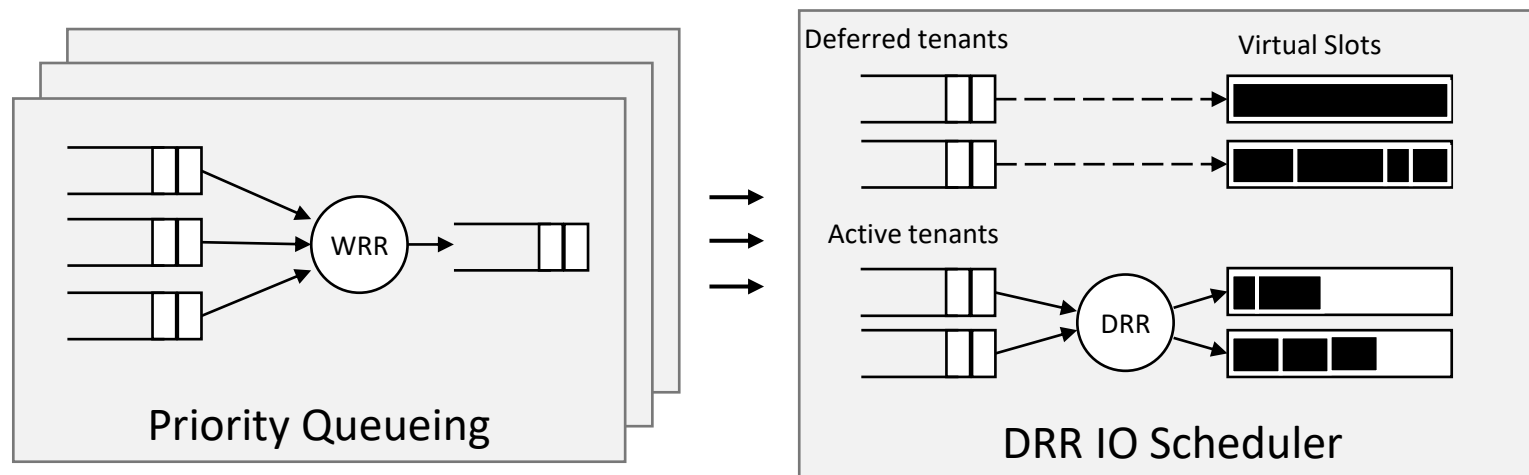 WRR
Priority Queueing
Deferred tenants
Virtual Slots
Active tenants
DRR
DRR IO Scheduler